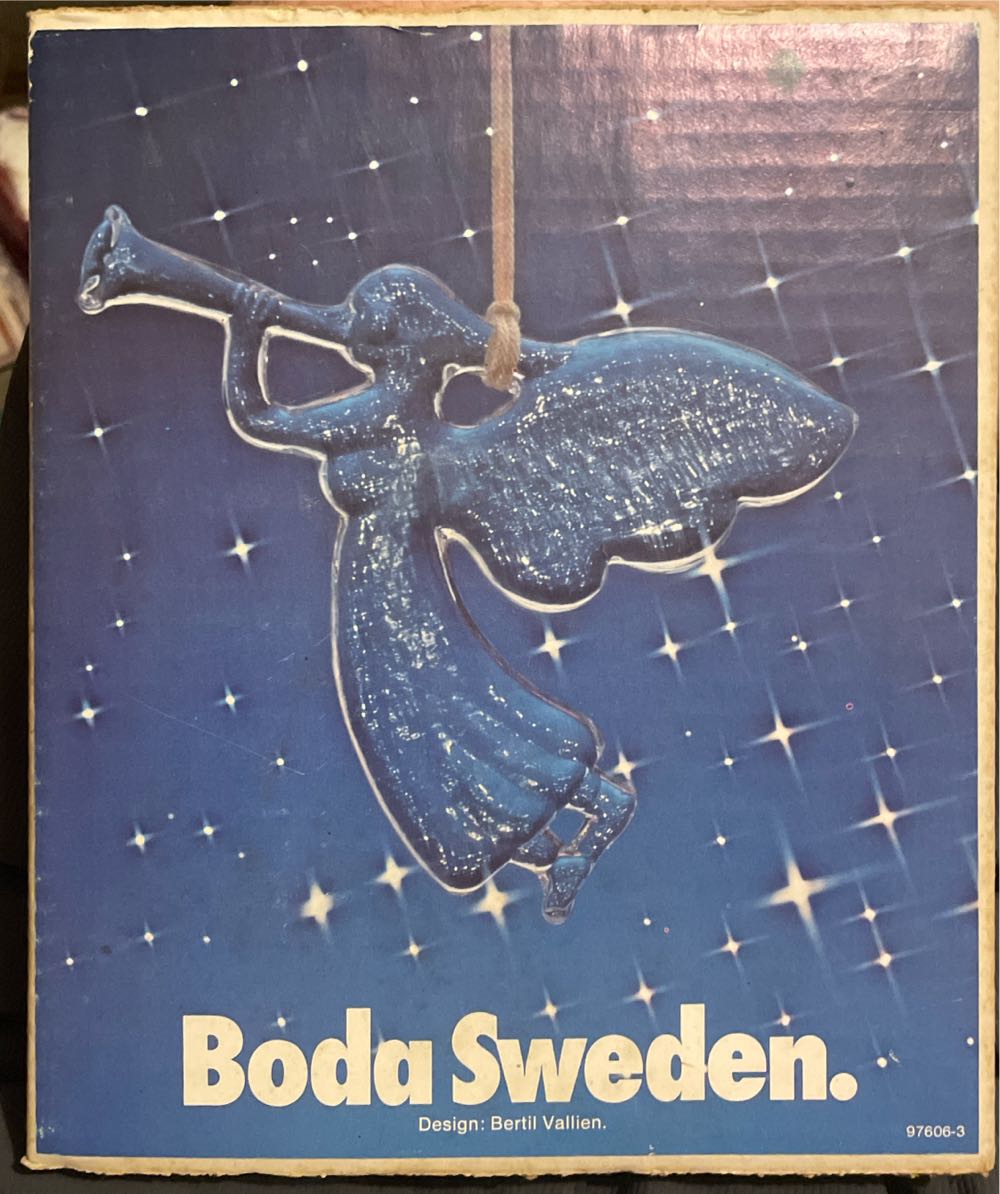 Boda Sweden.
Design: Bertil Vallien.
97606-3